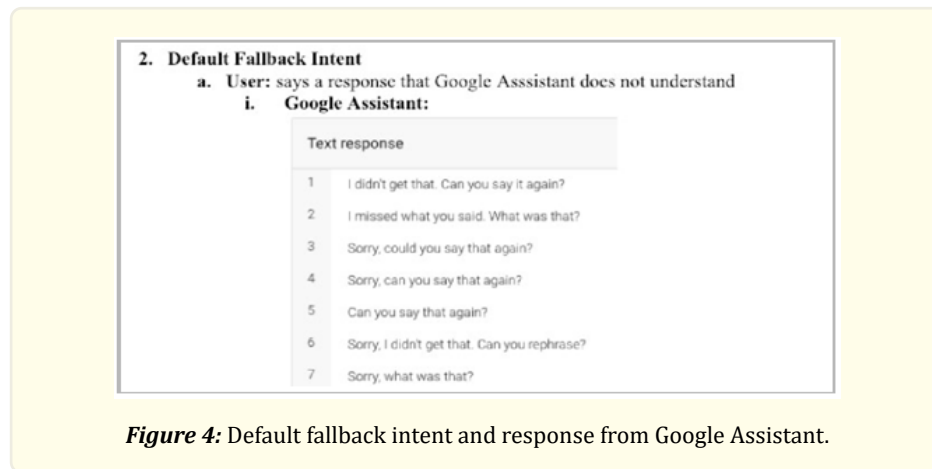 2. Default Fallback Intent
a. User: says a response that Google Asssistant does not understand
i. Google Assistant:
Text response
1 I didn't get that. Can you say it again?
2 I missed what you said. What was that?
3 Sorry, could you say that again?
4 Sorry, can you say that again?
5 Can you say that again?
6 Sorry, I didn't get that. Can you rephrase?
7 Sorry, what was that?
Figure 4: Default fallback intent and response from Google Assistant.